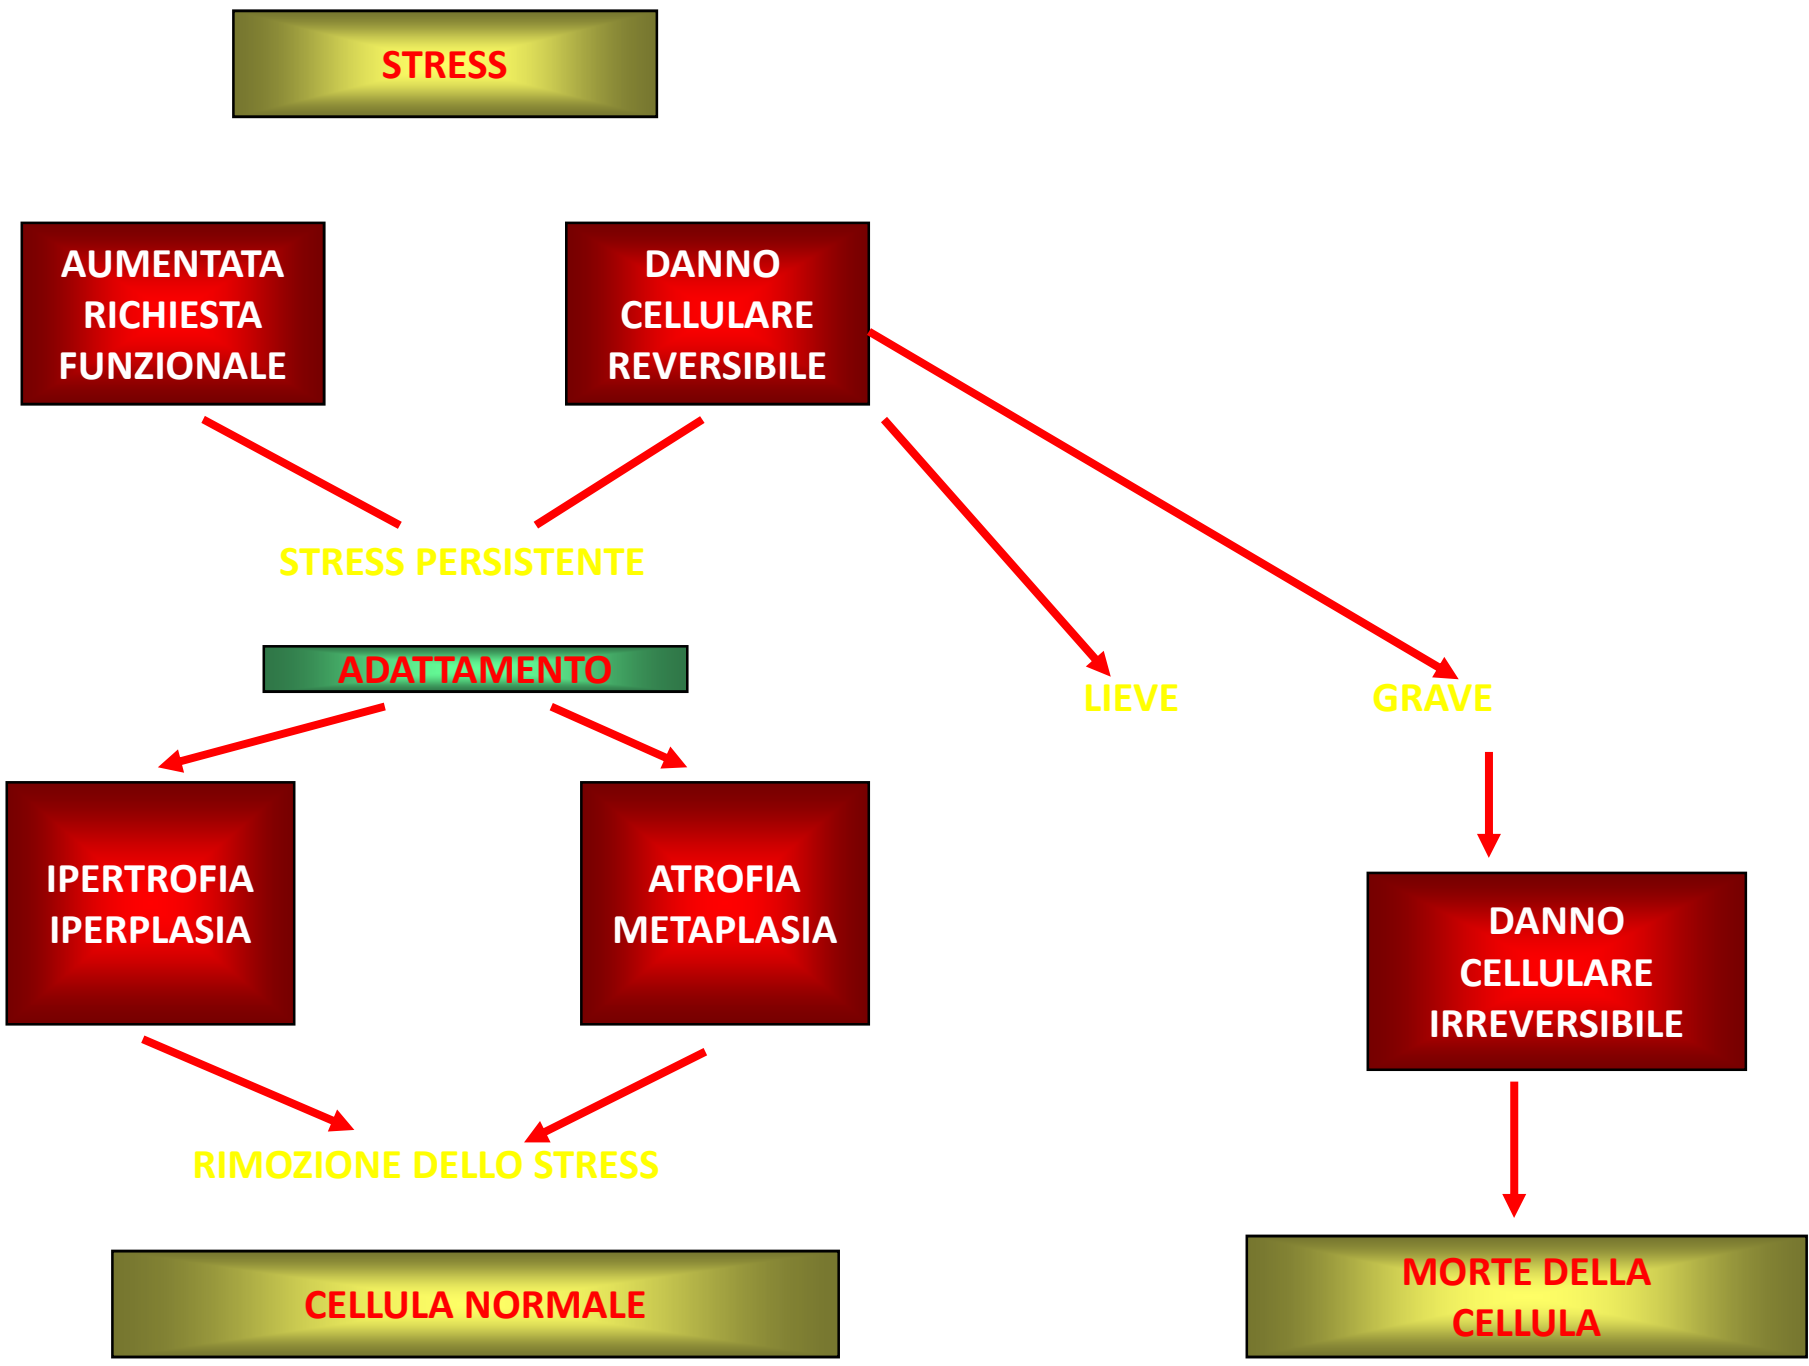 STRESS
AUMENTATA
RICHIESTA
FUNZIONALE
DANNO
CELLULARE
REVERSIBILE
STRESS PERSISTENTE
ADATTAMENTO
LIEVE
GRAVE
IPERTROFIA
IPERPLASIA
ATROFIA
METAPLASIA
DANNO
CELLULARE
IRREVERSIBILE
RIMOZIONE DELLO STRESS
CELLULA NORMALE
MORTE DELLA
CELLULA